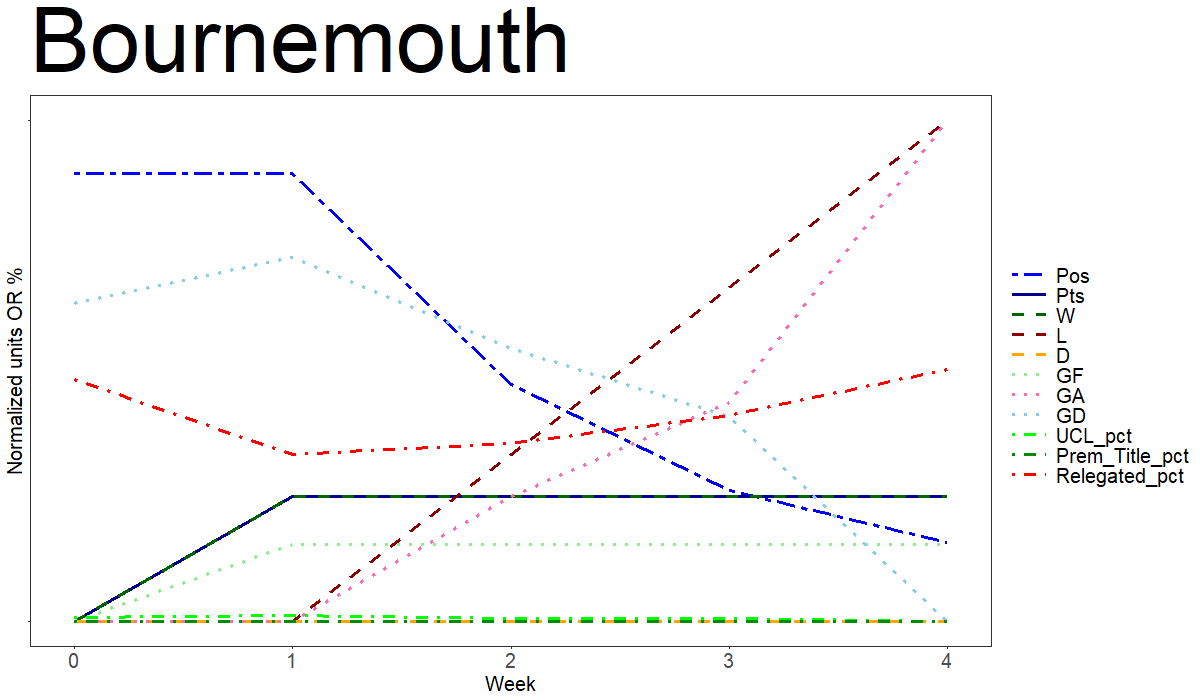 Bournemouth
Normalized units OR %
0 1 2 3 4
Week
Pos
Pts
W
L
D
GF
GA
GD
UCL_pct
Prem_Title_pct
Relegated_pct